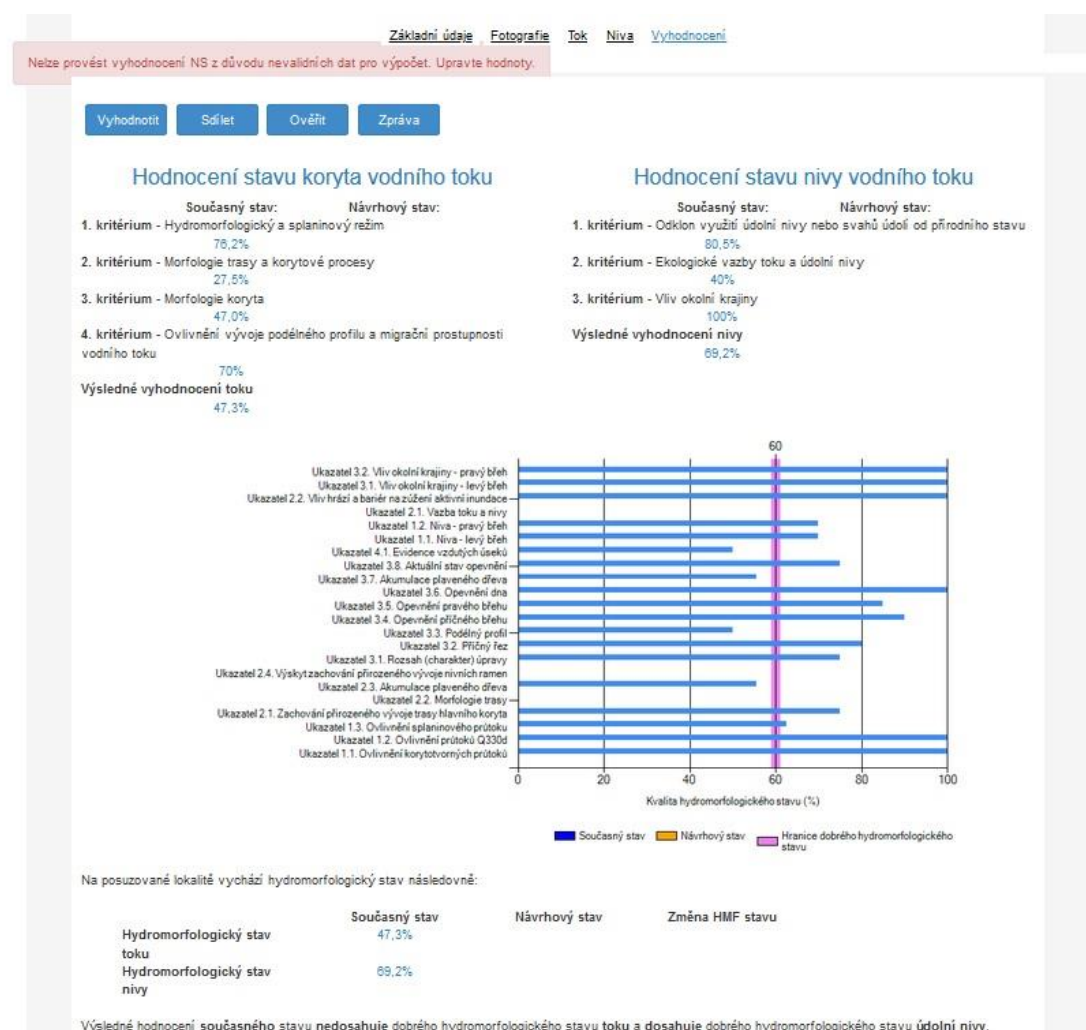 Základní údaje Fotografie Tok Niva Vyhodnocení
Nelze provést vyhodnocení NS z důvodu nevalidních dat pro výpočet. Upravte hodnoty.
Vyhodnotit Sdílet Ověřit Zpráva
Hodnocení stavu koryta vodního toku
Současný stav: Návrhový stav:
1. kritérium - Hydromorfologický a splaninový režim
76,2%
2. kritérium - Morfologie trasy a korytové procesy
27,5%
3. kritérium - Morfologie koryta
47,0%
4. kritérium - Ovlivnění vývoje podélného profilu a migrační prostupnosti
vodního toku
70%
Výsledné vyhodnocení toku
47,3%
Hodnocení stavu nivy vodního toku
Současný stav: Návrhový stav:
1. kritérium - Odklon využití údolní nivy nebo svahů údolí od přírodního stavu
80,5%
2. kritérium - Ekologické vazby toku a údolní nivy
40%
3. kritérium - Vliv okolní krajiny
100%
Výsledné vyhodnocení nivy
69,2%
60
Ukazatel 3.2. Vliv okolní krajiny - pravý břeh
Ukazatel 3.1. Vliv okolní krajiny - levý břeh
Ukazatel 2.2. Vliv hrází a bariér na zúžení aktivní inundace
Ukazatel 2.1. Vazba toku a nivy
Ukazatel 1.2. Niva - pravý břeh
Ukazatel 1.1. Niva - levý břeh
Ukazatel 4.1. Evidence vzdutých úseků
Ukazatel 3.8. Aktuální stav opevnění
Ukazatel 3.7. Akumulace plaveného dřeva
Ukazatel 3.6. Opevnění dna
Ukazatel 3.5. Opevnění pravého břehu
Ukazatel 3.4. Opevnění příčného břehu
Ukazatel 3.3. Podélný profil
Ukazatel 3.2. Příčný řez
Ukazatel 3.1. Rozsah (charakter) úpravy
Ukazatel 2.4. Výskyt zachování přirozeného vývoje nivních ramen
Ukazatel 2.3. Akumulace plaveného dřeva
Ukazatel 2.2. Morfologie trasy
Ukazatel 2.1. Zachování přirozeného vývoje trasy hlavního koryta
Ukazatel 1.3. Ovlivnění splaninového průtoku
Ukazatel 1.2. Ovlivnění průtoků Q330d
Ukazatel 1.1. Ovlivnění korytotvorných průtoků
0 20 40 60 80 100
Kvalita hydromorfologického stavu (%)
Současný stav Návrhový stav Hranice dobrého hydromorfologického
stavu
Na posuzované lokalitě vychází hydromorfologický stav následovně:
Současný stav Návrhový stav Změna HMF stavu
Hydromorfologický stav 47,3%
toku
Hydromorfologický stav 69,2%
nivy
Výsledné hodnocení současného stavu nedosahuje dobrého hydromorfologického stavu toku a dosahuje dobrého hydromorfologického stavu údolní nivy.